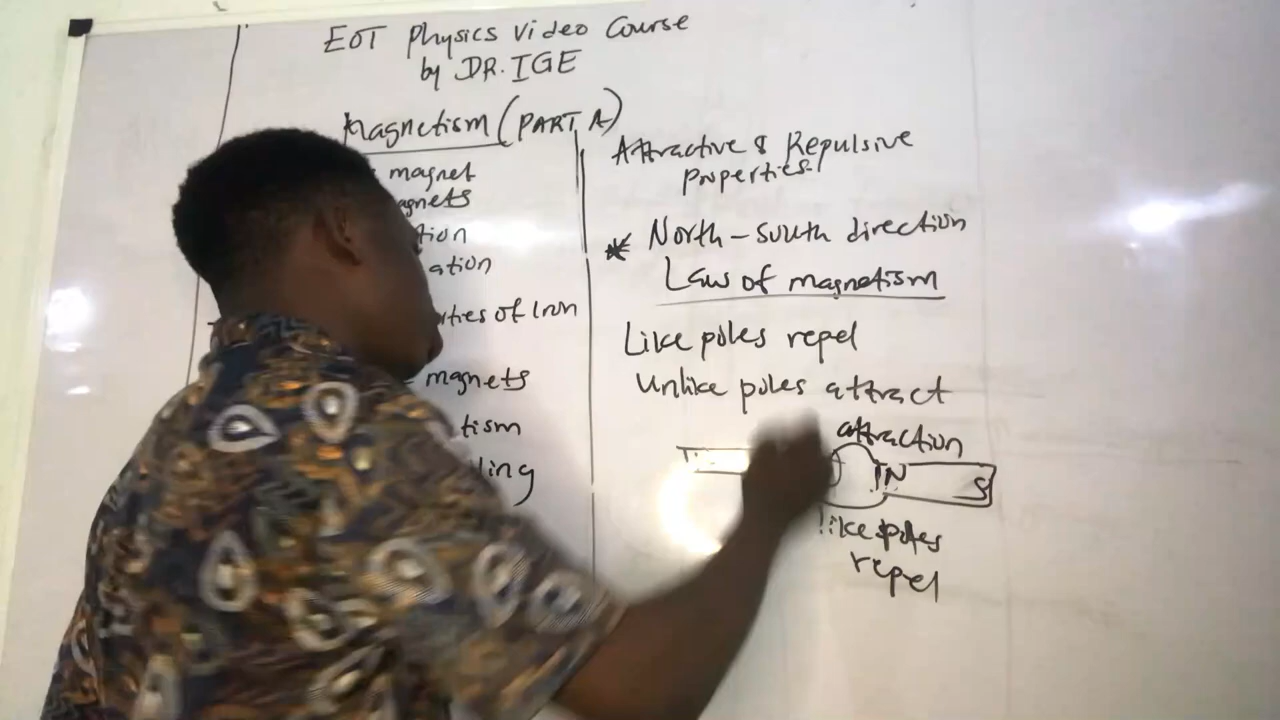 EOT Physics Video Course
by DR. IGE
Magnetism (PART A)
magnet
agnets
tion
ation
rties of Iron
magnets
tism
ling
Attractive & Repulsive
Properties
* North-South direction
Law of magnetism
Like poles repel
Unlike poles attract
attraction
N S
like poles
repel